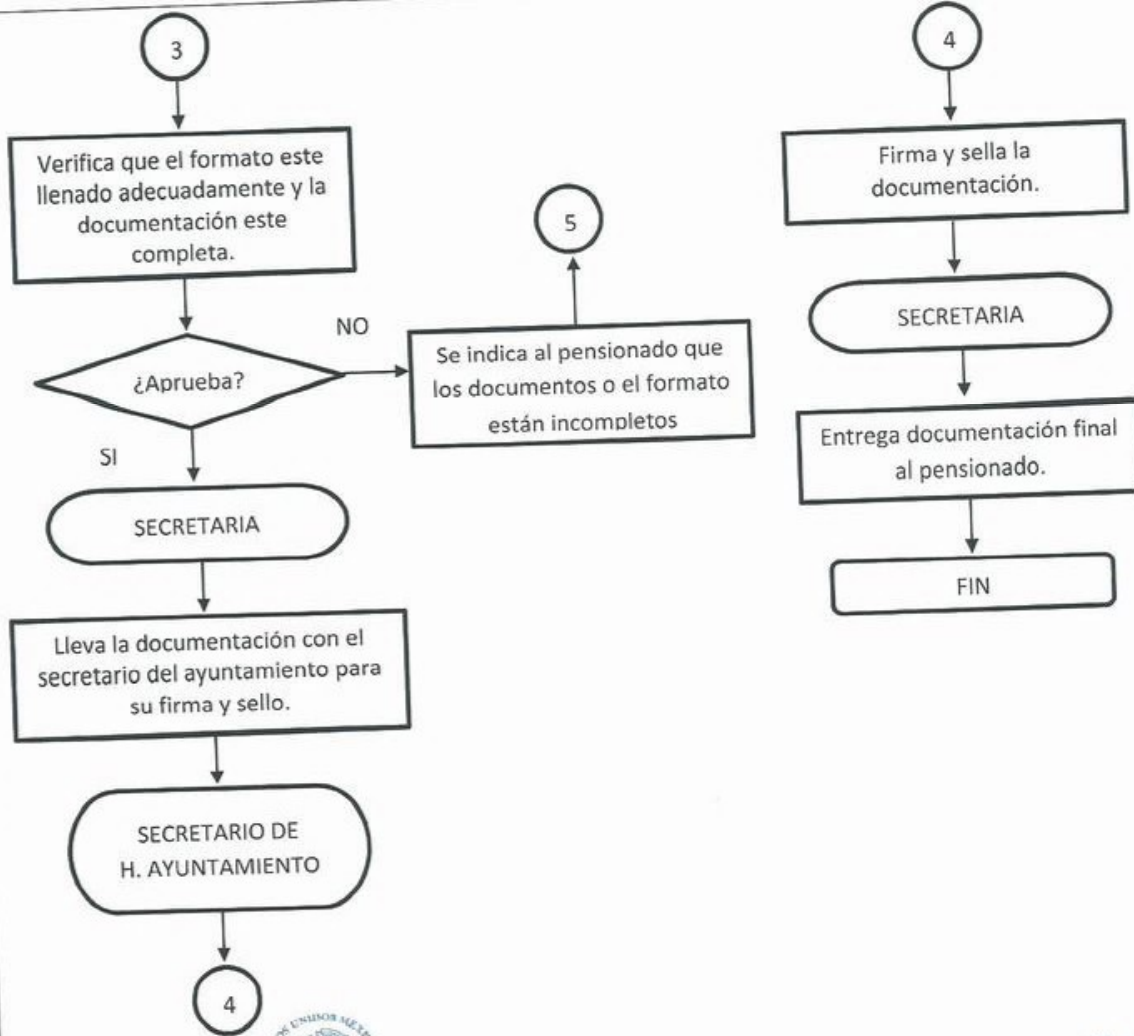 3
Verifica que el formato este
llenado adecuadamente y la
documentación este
completa.
¿Aprueba?
NO
Se indica al pensionado que
los documentos o el formato
están incompletos
5
SI
SECRETARIA
Lleva la documentación con el
secretario del ayuntamiento para
su firma y sello.
SECRETARIO DE
H. AYUNTAMIENTO
4
4
Firma y sella la
documentación.
SECRETARIA
Entrega documentación final
al pensionado.
FIN